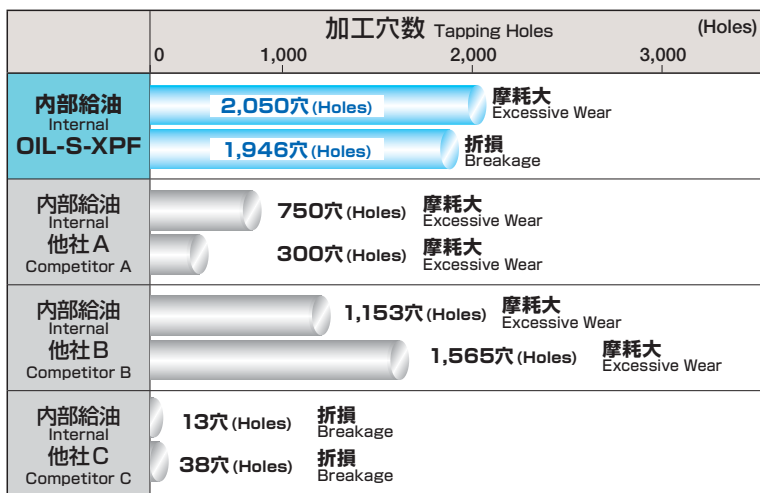 加工穴数 Tapping Holes (Holes)
0 1,000 2,000 3,000
内部給油
Internal
OIL-S-XPF
2,050穴(Holes)
摩耗大
Excessive Wear
1,946穴(Holes)
折損
Breakage
内部給油
Internal
他社A
Competitor A
750穴(Holes)
摩耗大
Excessive Wear
300穴(Holes)
摩耗大
Excessive Wear
内部給油
Internal
他社B
Competitor B
1,153穴(Holes)
摩耗大
Excessive Wear
1,565穴(Holes)
摩耗大
Excessive Wear
内部給油
Internal
他社C
Competitor C
13穴(Holes)
折損
Breakage
38穴(Holes)
折損
Breakage